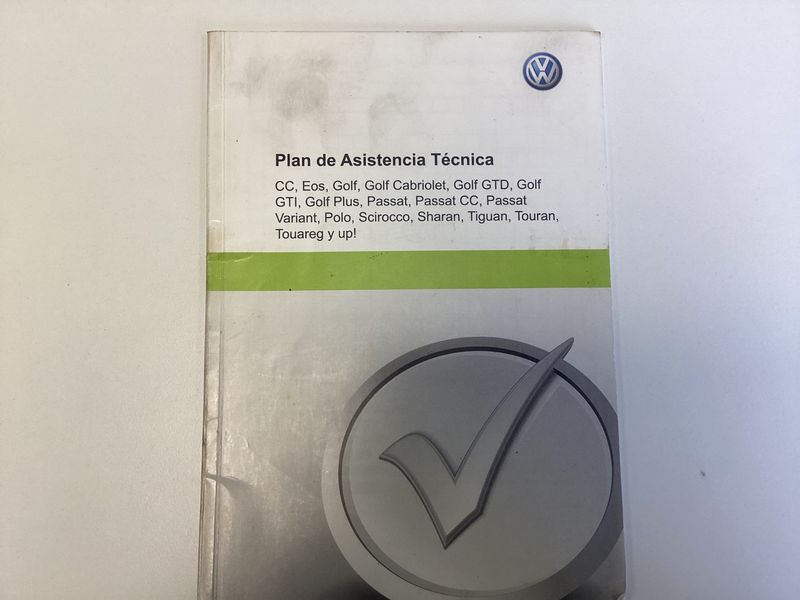 Plan de Asistencia Técnica
CC, Eos, Golf, Golf Cabriolet, Golf GTD, Golf
GTI, Golf Plus, Passat, Passat CC, Passat
Variant, Polo, Scirocco, Sharan, Tiguan, Touran,
Touareg y up!